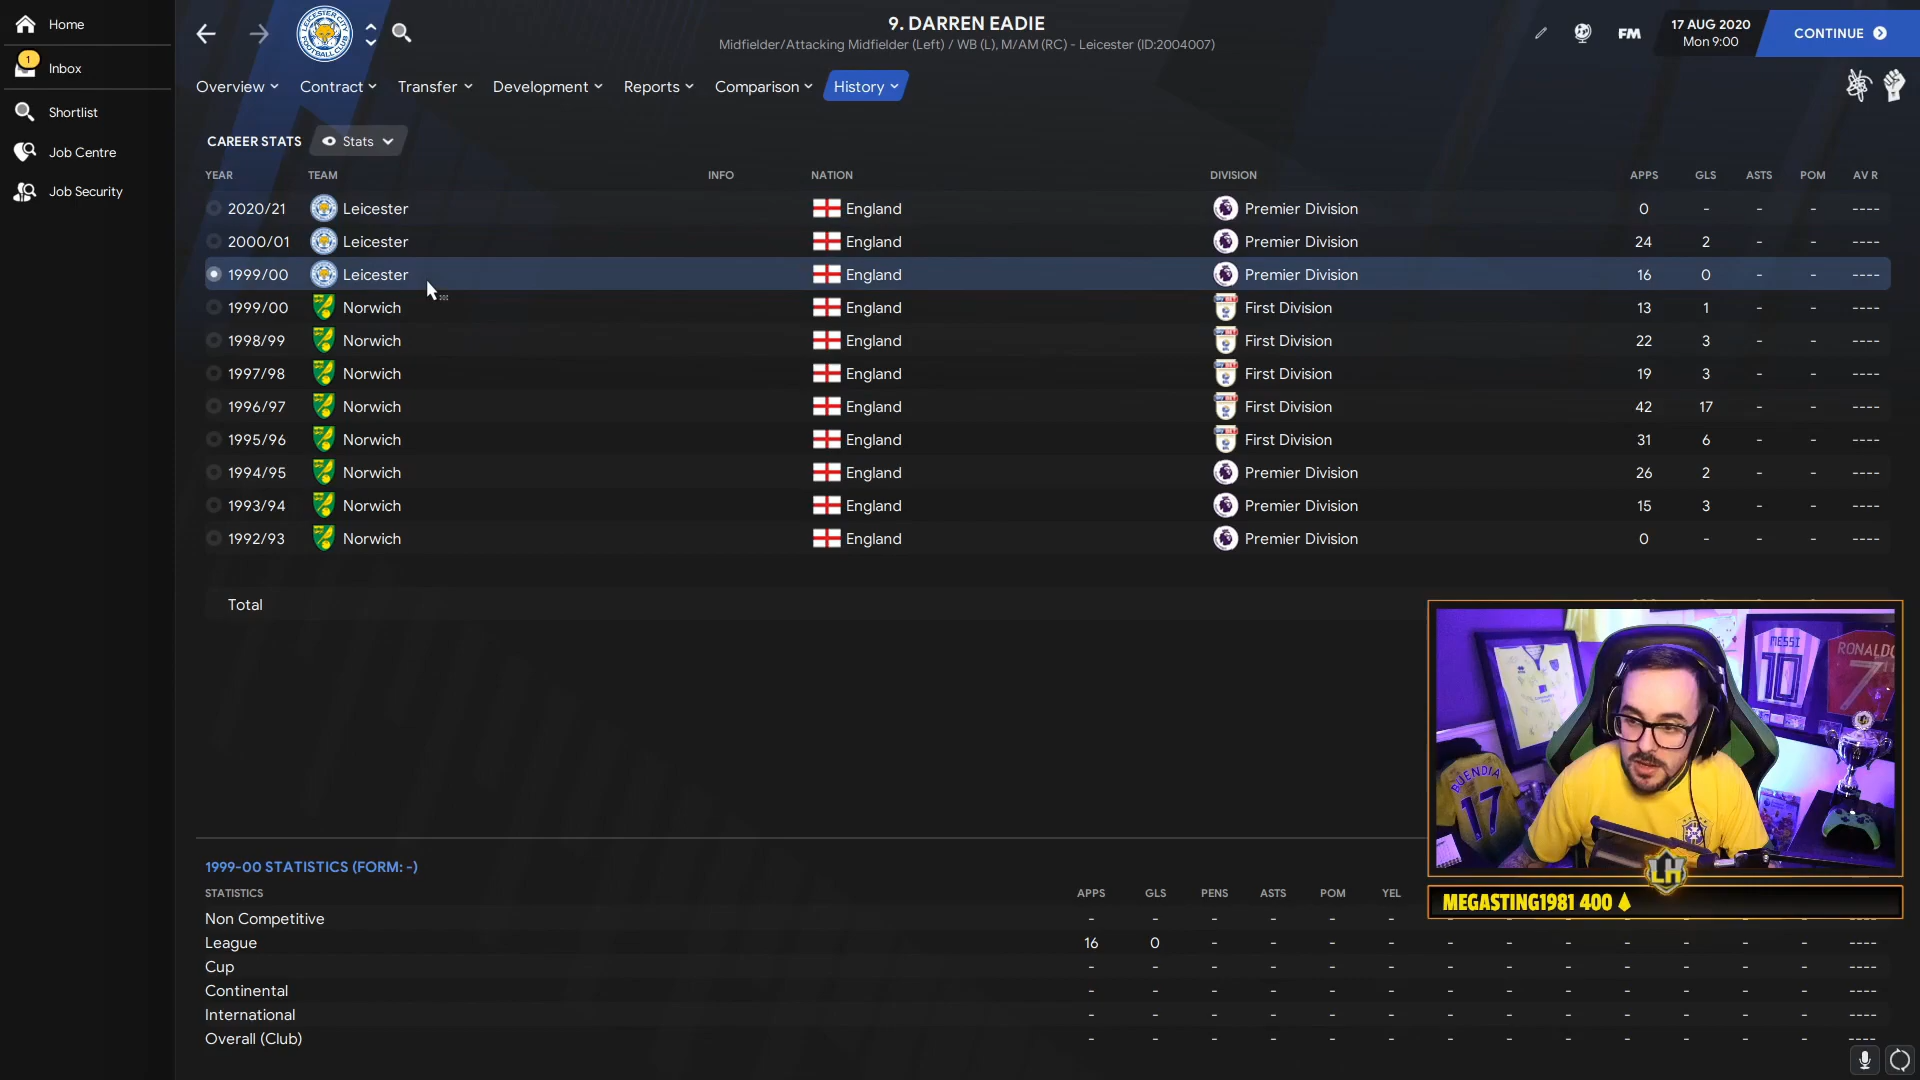 Home
1
Inbox
Shortlist
Job Centre
Job Security
9. DARREN EADIE
Midfielder/Attacking Midfielder (Left) / WB (L), M/AM (RC) - Leicester (ID:2004007)
FM
17 AUG 2020
Mon 9:00
CONTINUE
Overview Contract Transfer Development Reports Comparison History
CAREER STATS Stats
YEAR TEAM INFO NATION DIVISION APPS GLS ASTS POM AV R
2020/21 Leicester England Premier Division 0 - - - ----
2000/01 Leicester England Premier Division 24 2 - - ----
1999/00 Leicester England Premier Division 16 0 - - ----
1999/00 Norwich England First Division 13 1 - - ----
1998/99 Norwich England First Division 22 3 - - ----
1997/98 Norwich England First Division 19 3 - - ----
1996/97 Norwich England First Division 42 17 - - ----
1995/96 Norwich England First Division 31 6 - - ----
1994/95 Norwich England Premier Division 26 2 - - ----
1993/94 Norwich England Premier Division 15 3 - - ----
1992/93 Norwich England Premier Division 0 - - - ----
Total
MESSI
10
RONALDO
7
BUENDIA
17
LH
MEGASTING1981 400
1999-00 STATISTICS (FORM: -)
STATISTICS APPS GLS PENS ASTS POM YEL
Non Competitive - - - - - - - - - - - - - ----
League 16 0 - - - - - - - - - - - ----
Cup - - - - - - - - - - - - - ----
Continental - - - - - - - - - - - - - ----
International - - - - - - - - - - - - - ----
Overall (Club) - - - - - - - - - - - - - ----